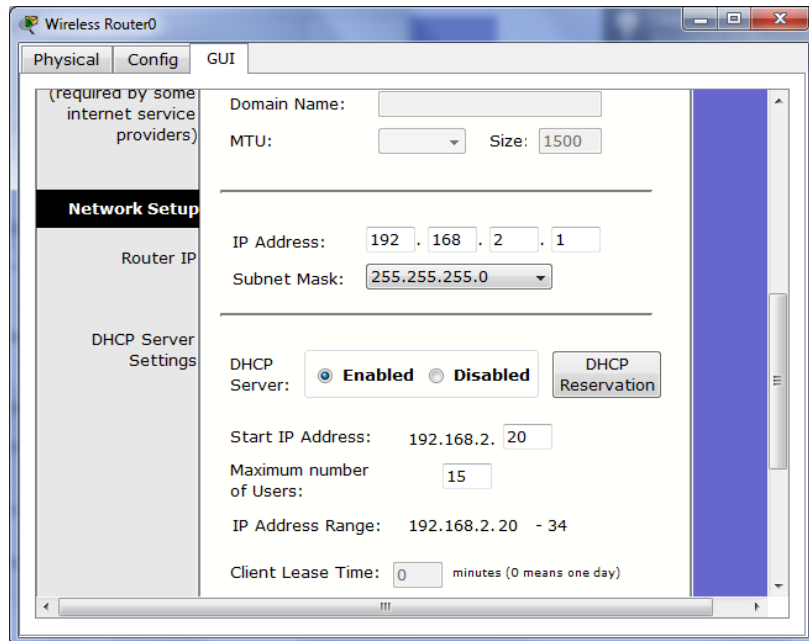 Wireless Router0
Physical Config GUI
(required by some
internet service
providers)
Domain Name:
MTU: Size: 1500
Network Setup
Router IP
IP Address: 192 . 168 . 2 . 1
Subnet Mask: 255.255.255.0
DHCP Server
Settings
DHCP
Server:
Enabled Disabled
DHCP
Reservation
Start IP Address: 192.168.2. 20
Maximum number
of Users:
15
IP Address Range: 192.168.2.20 - 34
Client Lease Time: 0 minutes (0 means one day)